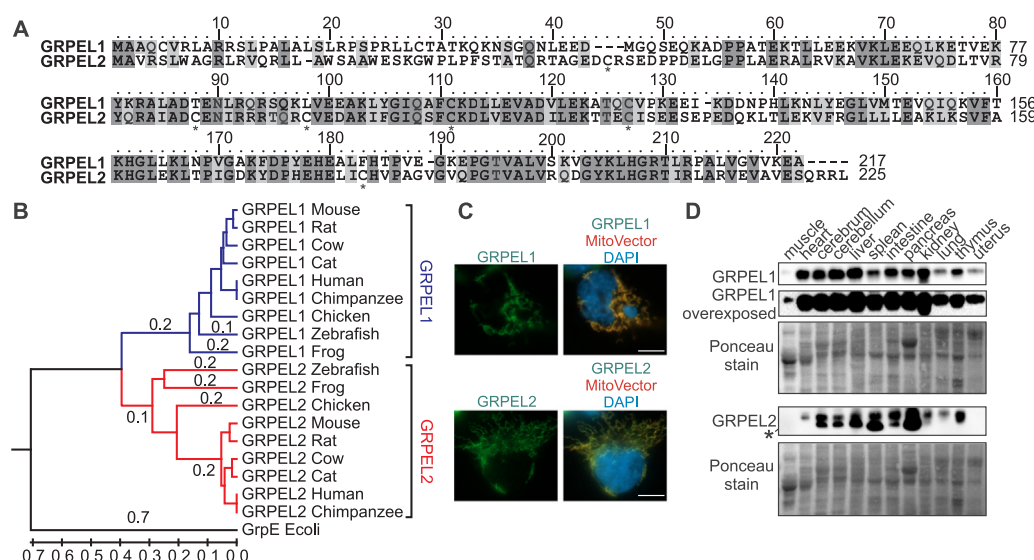 A
10 20 30 40 50 60 70 80
GRPEL1 MAAQCVRLARRSLPALALSLRPSPRLLCTATKQKNSGQNLEED---MGQSEQKADPPATEKTLLEEKVKLEEQLKETVEK 77
GRPEL2 MAVRSLWAGRLRVQRLL-AWSAAWESKGWPLPFSTATQRTAGEDCRSEDPPDELGPPLAERALRVKAVKLEKEVQDLTVR 79
*
90 100 110 120 130 140 150 160
GRPEL1 YKRALADTENLRQRSQKLVEEAKLYGIQAFCKDLLEVADVLEKATQCVPKEEI-KDDNPHLKNLYEGLVMTEVQIQKVFT 156
GRPEL2 YQRAIADCENIRRRTQRCVEDAKIFGIQSFCKDLVEVADILEKTTECISEESEPEDQKLTLEKVFRGLLLLEAKLKSVFA 159
* * * *
170 180 190 200 210 220
GRPEL1 KHGLLKLNPVGAKFDPYEHEALFHTPVE-GKEPGTVALVSKVGYKLHGRTLRPALVGVVKEA---- 217
GRPEL2 KHGLEKLTPIGDKYDPHEHELICHVPAGVGVQPGTVALVRQDGYKLHGRTIRLARVEVAVESQRRL 225
*
B
GRPEL1 Mouse
GRPEL1 Rat
GRPEL1 Cow
GRPEL1 Cat
GRPEL1 Human
GRPEL1 Chimpanzee
GRPEL1 Chicken
0.2
0.1
GRPEL1 Zebrafish
0.2
GRPEL1 Frog
GRPEL1
0.2
GRPEL2 Zebrafish
0.2
GRPEL2 Frog
0.2
GRPEL2 Chicken
0.1
GRPEL2 Mouse
GRPEL2 Rat
GRPEL2 Cow
0.2
GRPEL2 Cat
GRPEL2 Human
GRPEL2 Chimpanzee
GRPEL2
0.7
GrpE Ecoli
0.7 0.6 0.5 0.4 0.3 0.2 0.1 0.0
C
GRPEL1
GRPEL1
MitoVector
DAPI
GRPEL2
GRPEL2
MitoVector
DAPI
D
muscle
heart
cerebrum
cerebellum
liver
splean
intestine
pancreas
kidney
lung
thymus
uterus
GRPEL1
GRPEL1
overexposed
Ponceau
stain
GRPEL2
*
Ponceau
stain